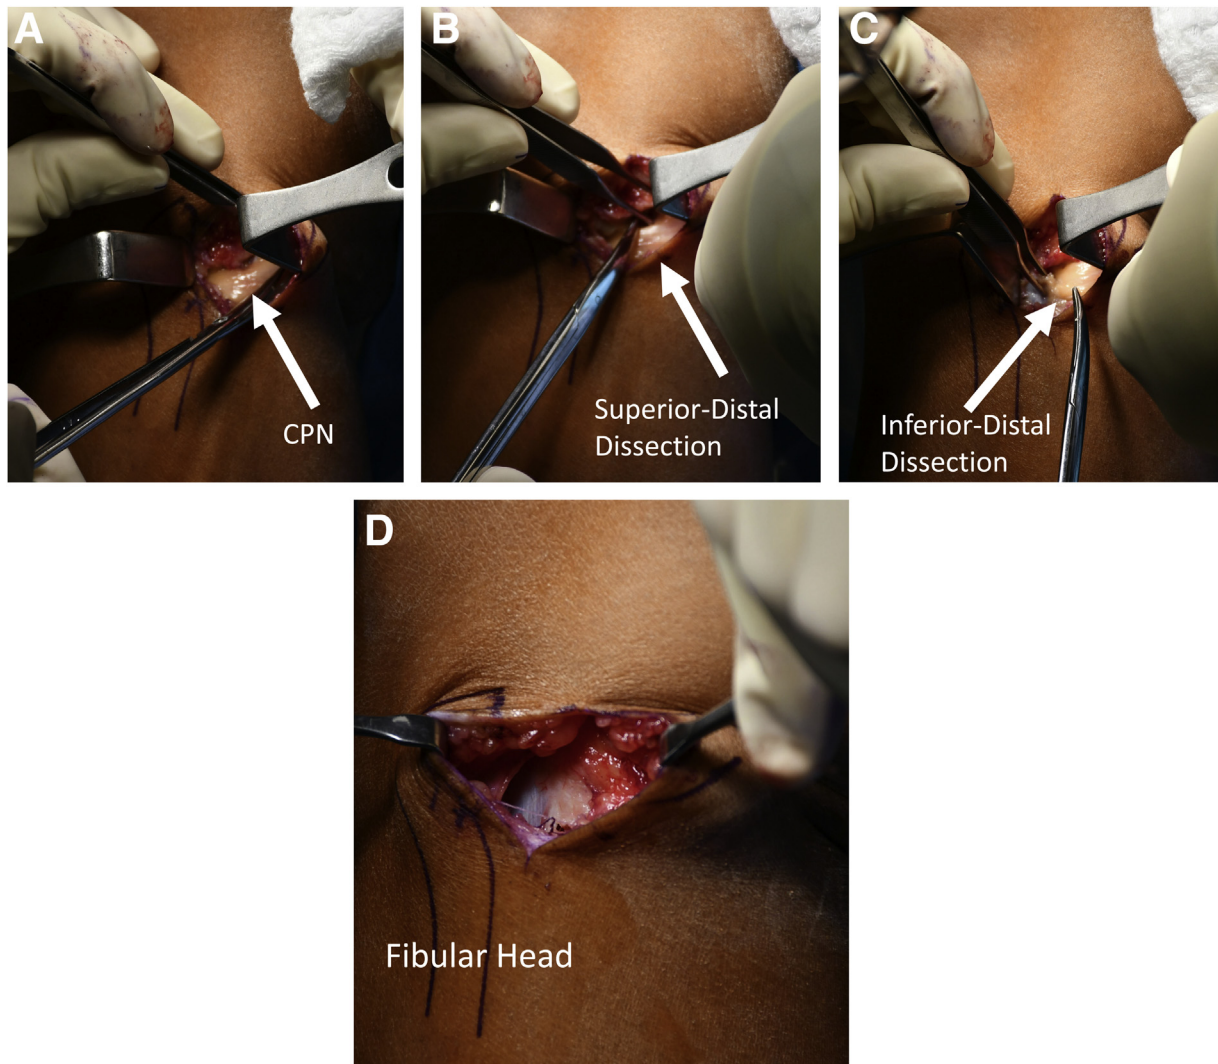 A
B
C
CPN
Superior-Distal
Dissection
Inferior-Distal
Dissection
D
Fibular Head